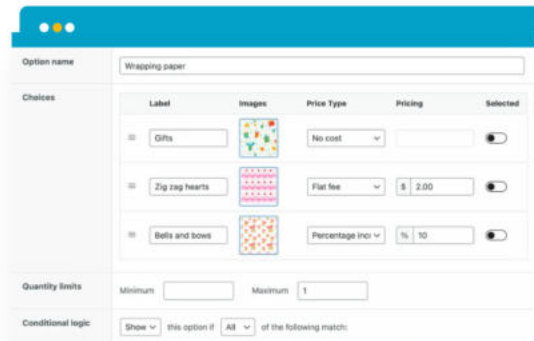 Option name
Wrapping paper
Choices
Label Images Price Type Pricing Selected
Gifts No cost
Zig zag hearts Flat fee $ 2.00
Bells and bows Percentage inc % 10
Quantity limits Minimum Maximum 1
Conditional logic Show this option if All of the following match: